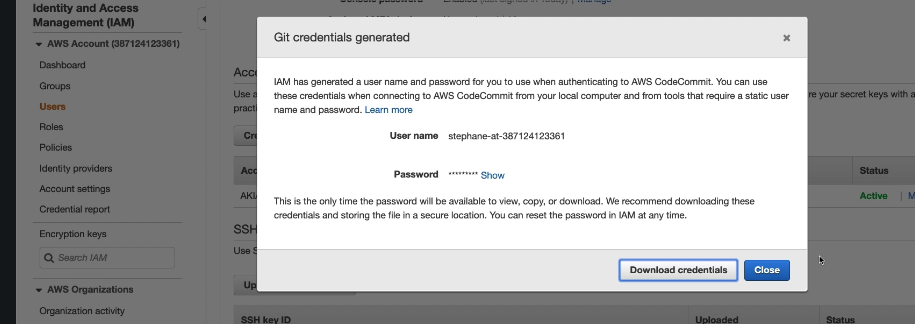 Identity and Access
Management (IAM)
AWS Account (387124123361)
Dashboard
Groups
Users
Roles
Policies
Identity providers
Account settings
Credential report
Encryption keys
Search IAM
AWS Organizations
Organization activity
Git credentials generated
IAM has generated a user name and password for you to use when authenticating to AWS CodeCommit. You can use
these credentials when connecting to AWS CodeCommit from your local computer and from tools that require a static user
name and password. Learn more
User name stephane-at-387124123361
Password ********* Show
This is the only time the password will be available to view, copy, or download. We recommend downloading these
credentials and storing the file in a secure location. You can reset the password in IAM at any time.
Download credentials Close
re your secret keys with a
Status
Active
SSH
Use S
SSH key ID Uploaded Status